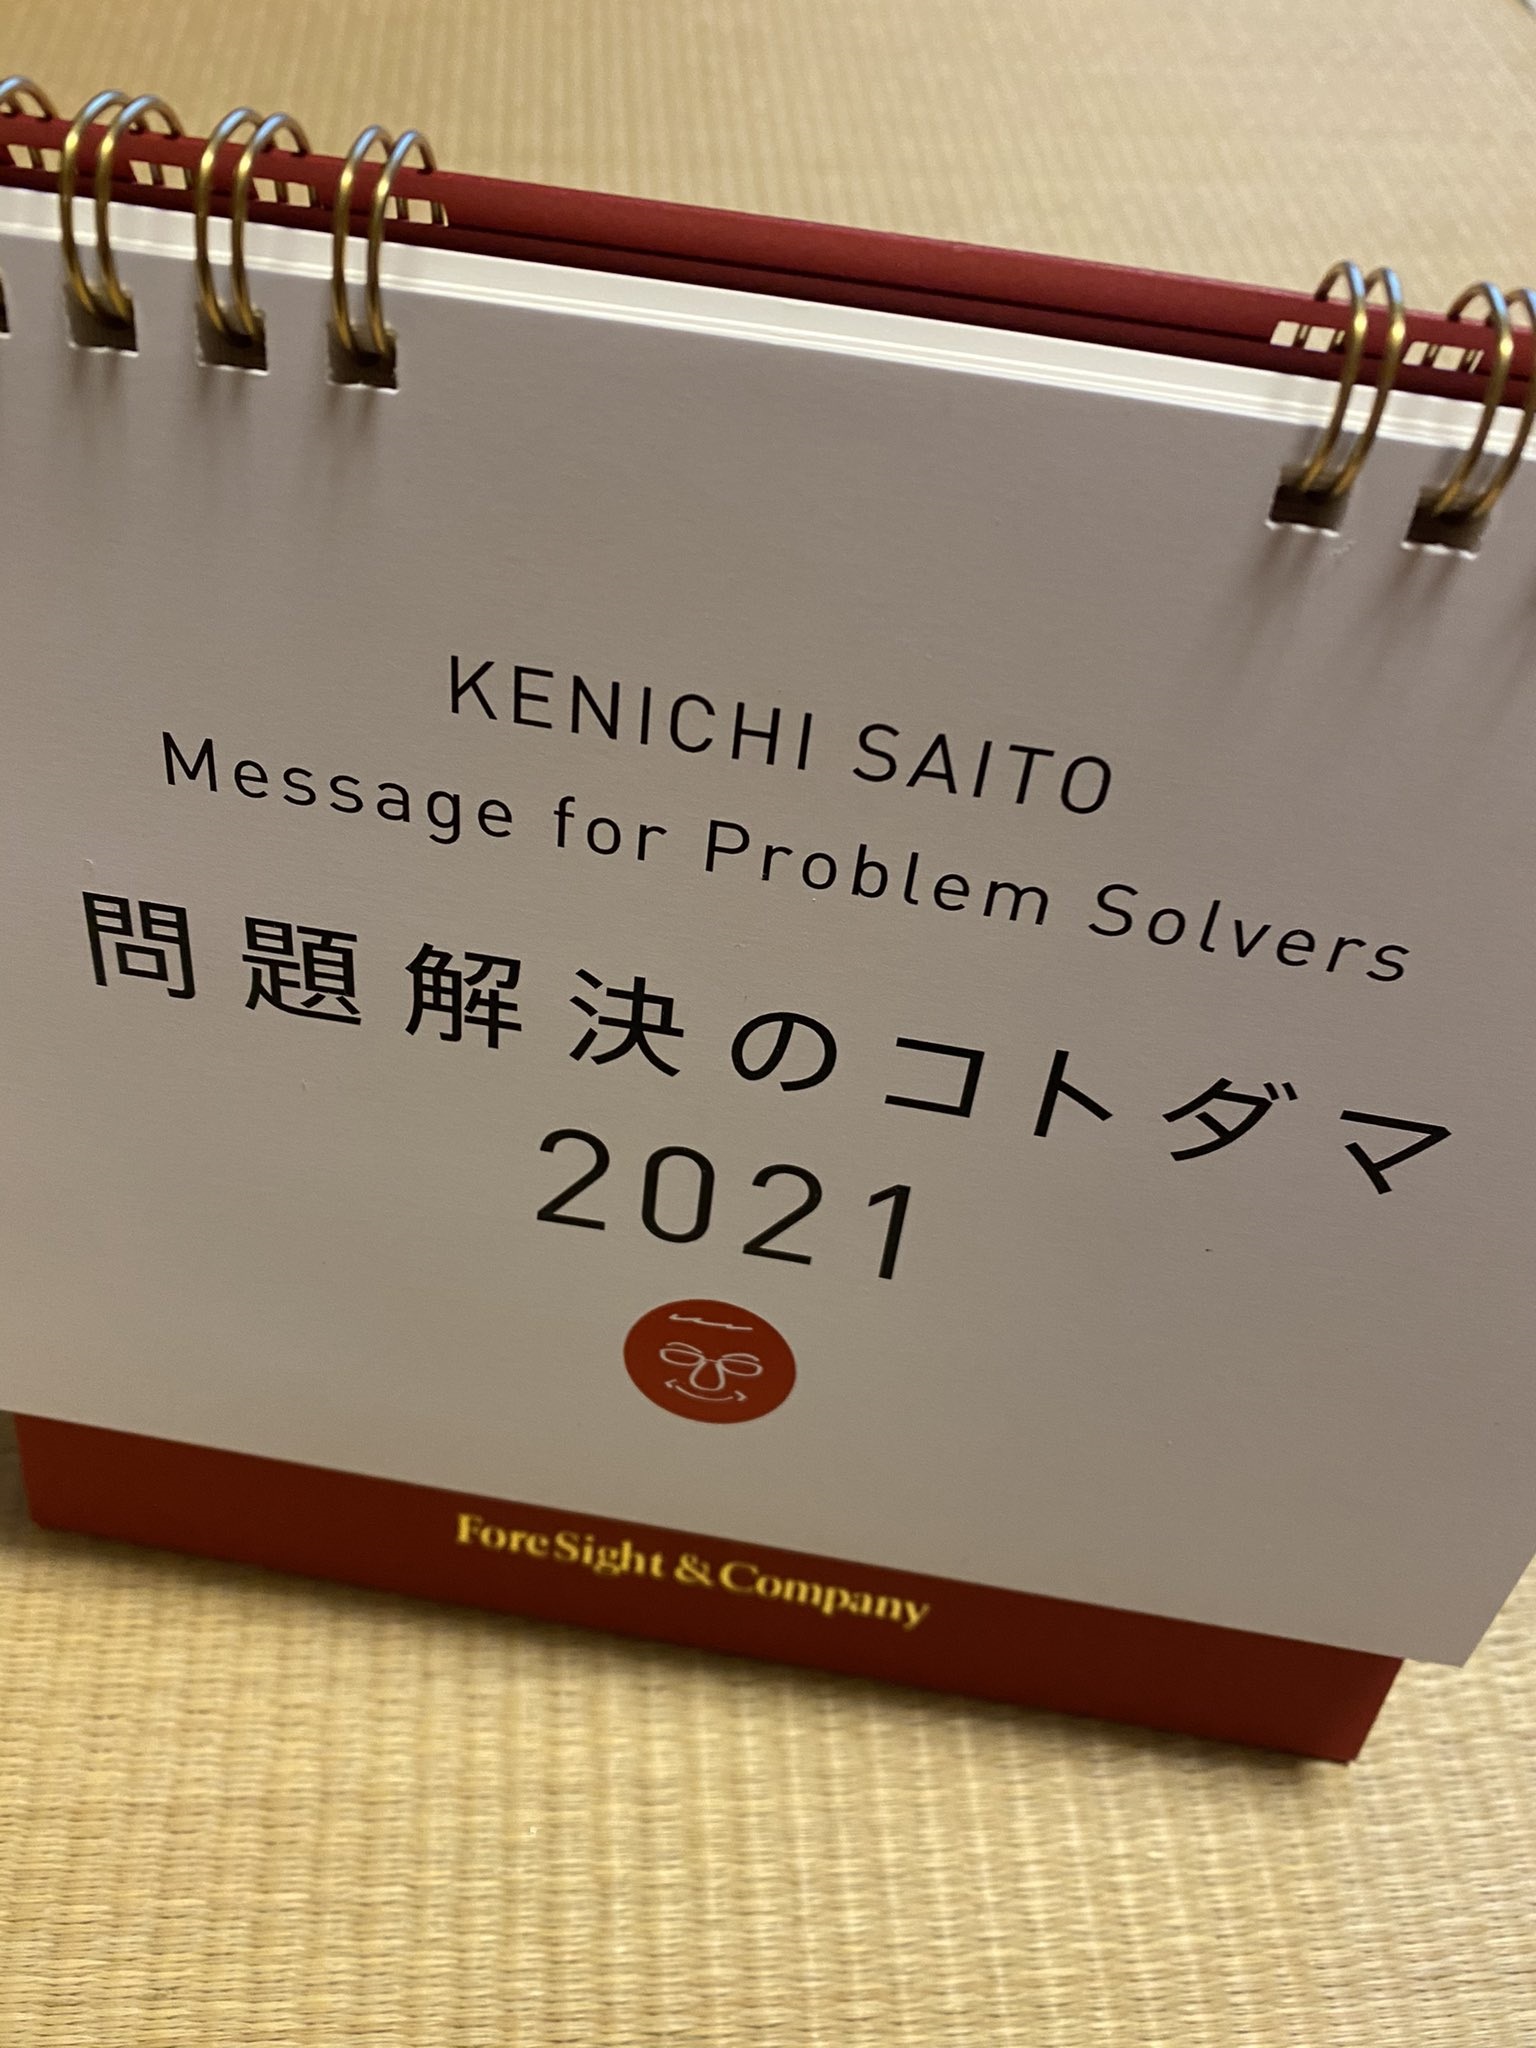 KENICHI SAITO
Message for Problem Solvers
問題解決のコトダマ
2021
ForeSight & Company